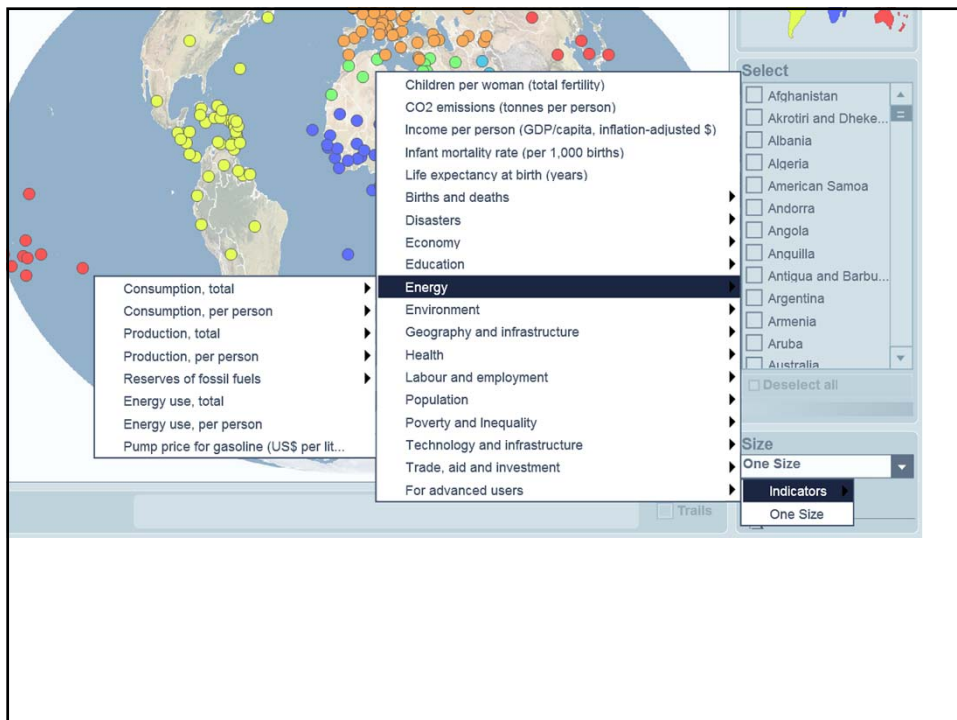 Select
Afghanistan
Akrotiri and Dheke...
Albania
Algeria
American Samoa
Andorra
Angola
Anguilla
Antigua and Barbu...
Argentina
Armenia
Aruba
Australia
Deselect all
Children per woman (total fertility)
CO2 emissions (tonnes per person)
Income per person (GDP/capita, inflation-adjusted $)
Infant mortality rate (per 1,000 births)
Life expectancy at birth (years)
Births and deaths
Disasters
Economy
Education
Energy
Environment
Geography and infrastructure
Health
Labour and employment
Population
Poverty and Inequality
Technology and infrastructure
Trade, aid and investment
For advanced users
Consumption, total
Consumption, per person
Production, total
Production, per person
Reserves of fossil fuels
Energy use, total
Energy use, per person
Pump price for gasoline (US$ per lit...
Size
One Size
Indicators
One Size
Trails